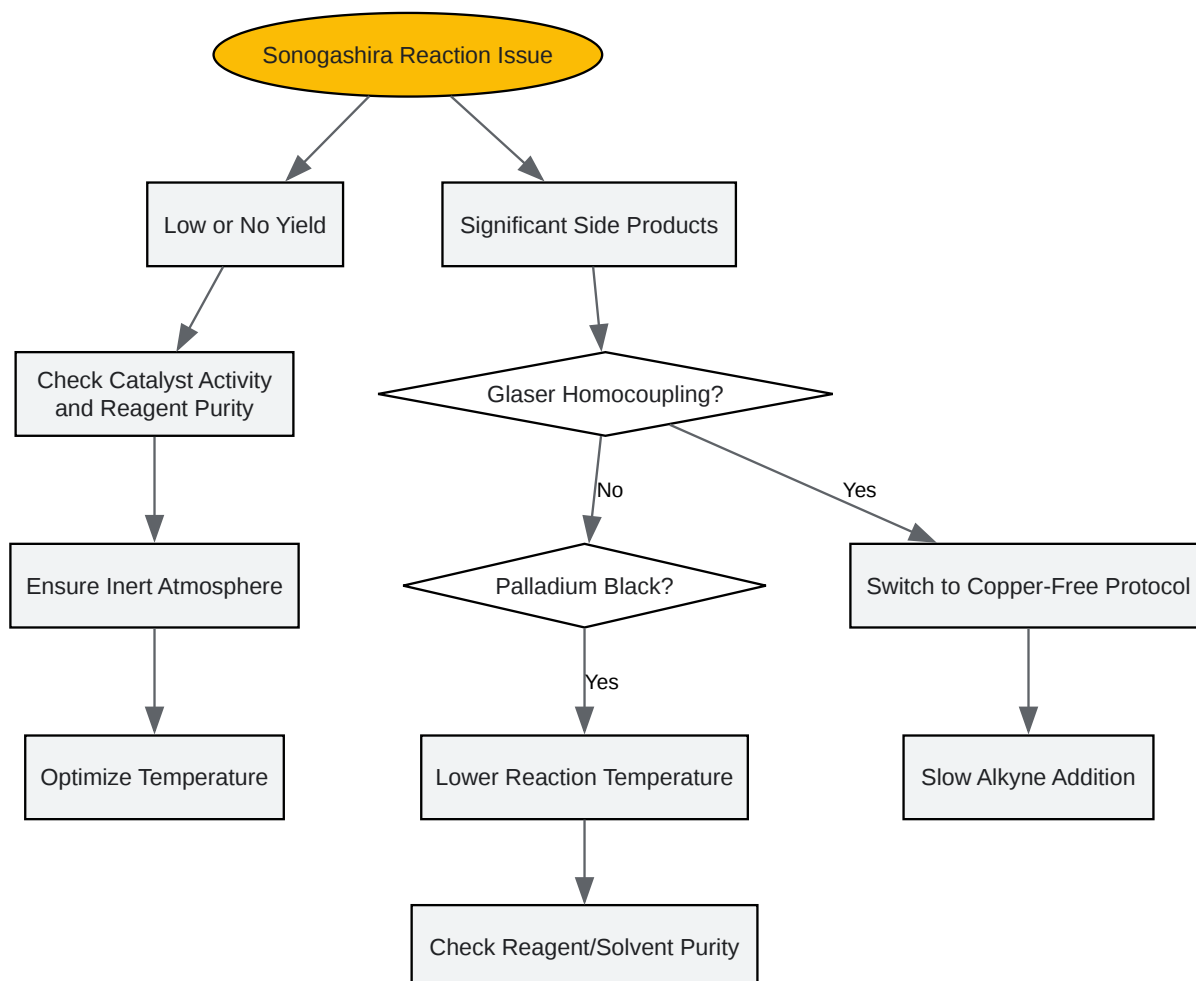 Sonogashira Reaction Issue
Low or No Yield
Significant Side Products
Check Catalyst Activity
and Reagent Purity
Glaser Homocoupling?
No
Yes
Ensure Inert Atmosphere
Palladium Black?
Switch to Copper-Free Protocol
Yes
Optimize Temperature
Lower Reaction Temperature
Slow Alkyne Addition
Check Reagent/Solvent Purity